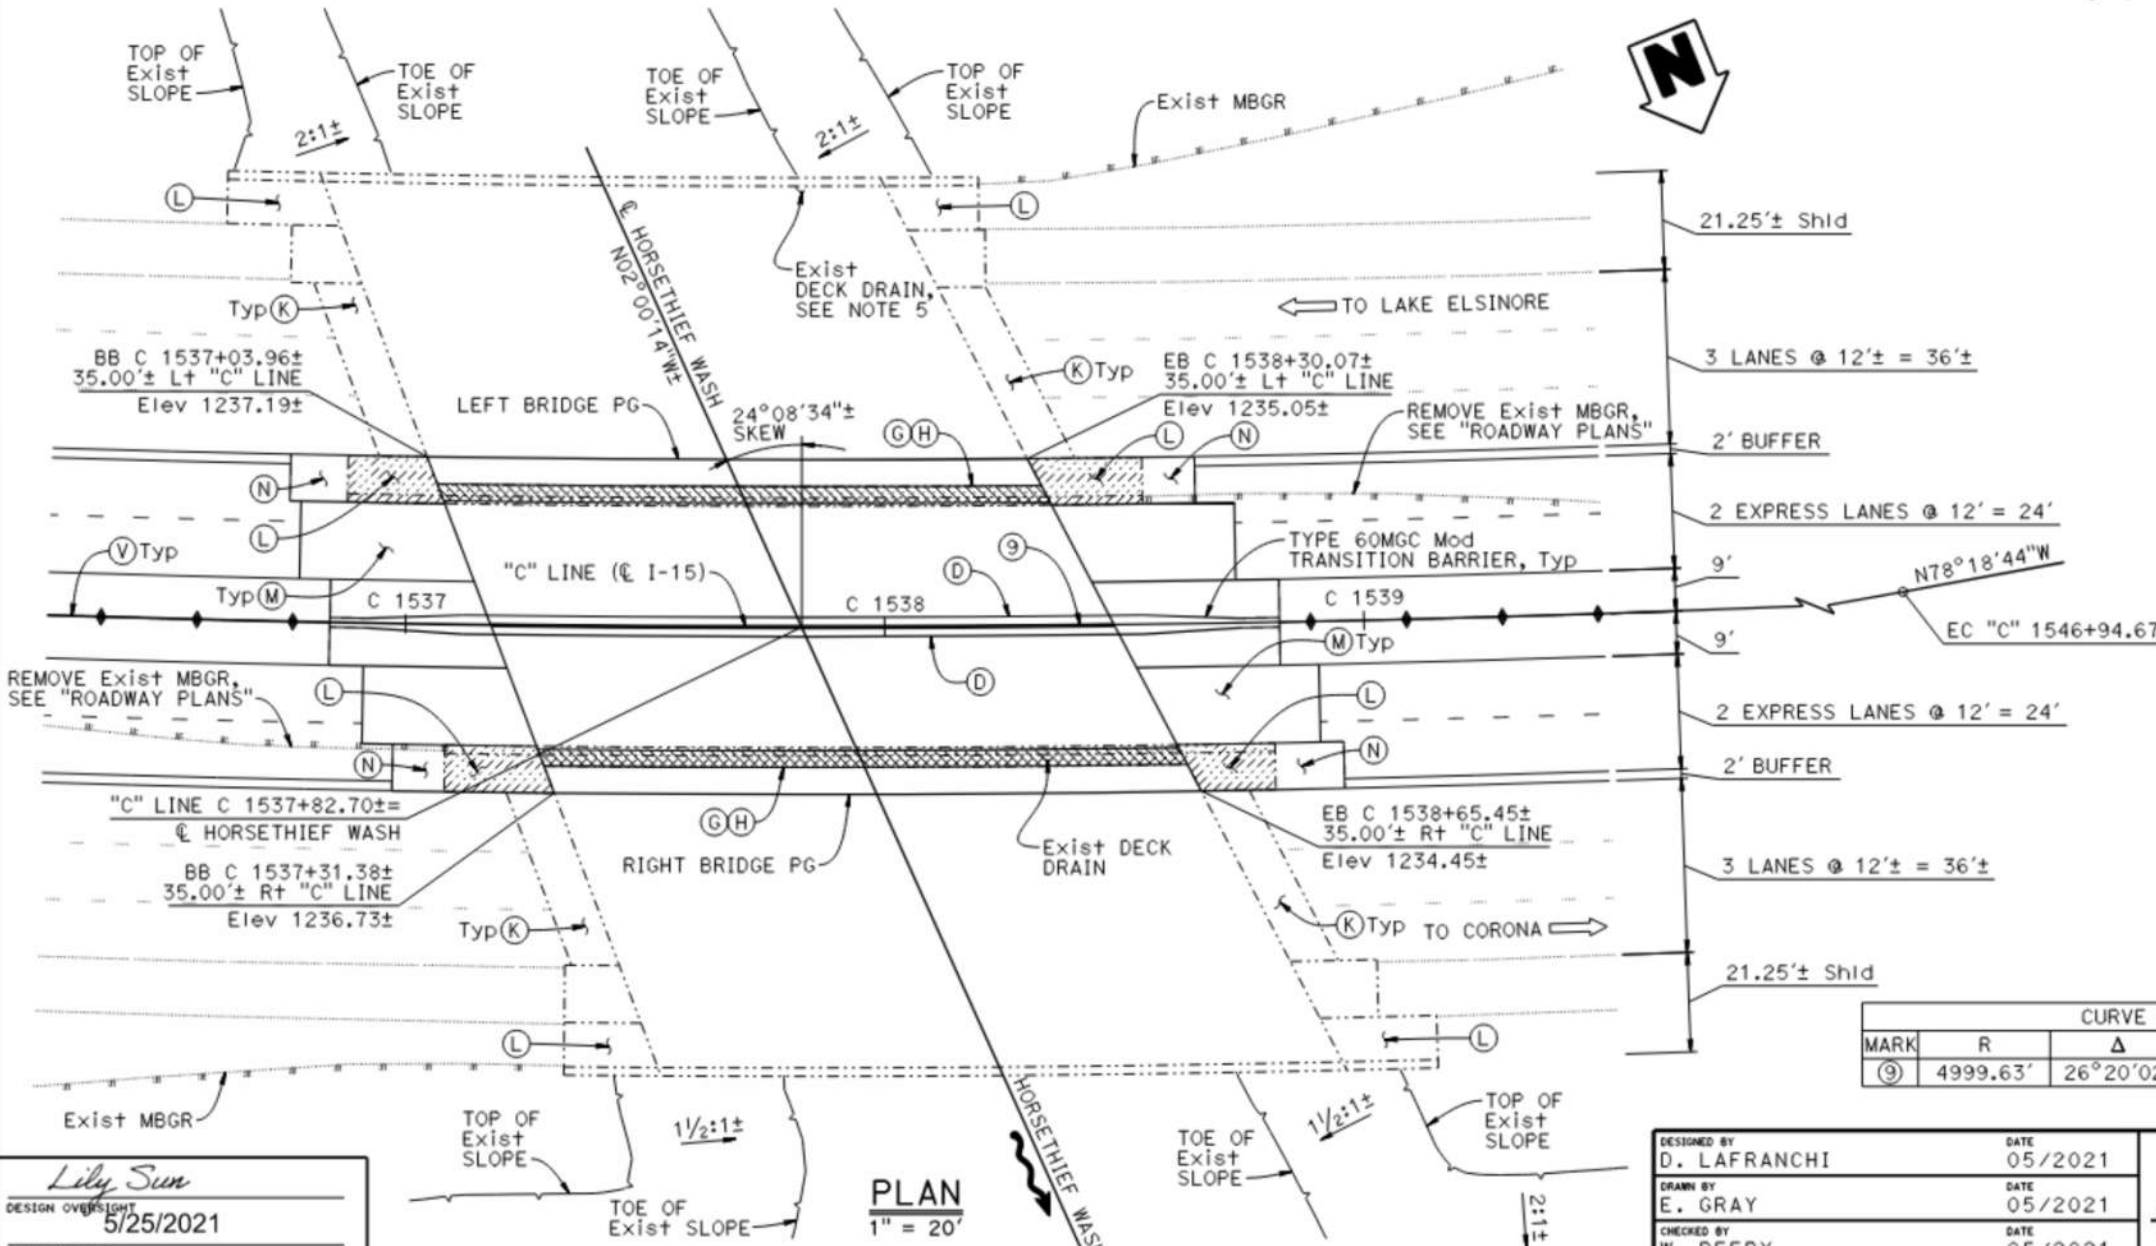 TOP OF
Exist
SLOPE
TOE OF
Exist
SLOPE
TOE OF
Exist
SLOPE
TOP OF
Exist
SLOPE
Exist MBGR
N
2:1±
2:1±
L
L
21.25'± Shld
℄ HORSETHIEF WASH
N02°00'14"W±
Exist
DECK DRAIN,
SEE NOTE 5
TO LAKE ELSINORE
Typ K
BB C 1537+03.96±
35.00'± Lt "C" LINE
Elev 1237.19±
K Typ
EB C 1538+30.07±
35.00'± Lt "C" LINE
Elev 1235.05±
3 LANES @ 12'± = 36'±
LEFT BRIDGE PG
24°08'34"±
SKEW
G H
L
N
REMOVE Exist MBGR,
SEE "ROADWAY PLANS"
2' BUFFER
N
L
2 EXPRESS LANES @ 12' = 24'
V Typ
Typ M
"C" LINE (℄ I-15)
D
9
TYPE 60MGC Mod
TRANSITION BARRIER, Typ
9'
N78°18'44"W
C 1537
C 1538
C 1539
EC "C" 1546+94.67
9'
M Typ
D
REMOVE Exist MBGR,
SEE "ROADWAY PLANS"
L
L
2 EXPRESS LANES @ 12' = 24'
N
N
2' BUFFER
"C" LINE C 1537+82.70±=
℄ HORSETHIEF WASH
G H
RIGHT BRIDGE PG
Exist DECK
DRAIN
EB C 1538+65.45±
35.00'± Rt "C" LINE
Elev 1234.45±
BB C 1537+31.38±
35.00'± Rt "C" LINE
Elev 1236.73±
3 LANES @ 12'± = 36'±
Typ K
K Typ
TO CORONA
21.25'± Shld
L
L
CURVE
MARK R Δ
9 4999.63' 26°20'02
Exist MBGR
TOP OF
Exist
SLOPE
1½:1±
TOE OF
Exist SLOPE
PLAN
1" = 20'
HORSETHIEF WAS
TOE OF
Exist
SLOPE
1½:1±
TOP OF
Exist
SLOPE
2:1±
Lily Sun
DESIGN OVERSIGHT
5/25/2021
DESIGNED BY DATE
D. LAFRANCHI 05/2021
DRAWN BY DATE
E. GRAY 05/2021
CHECKED BY DATE